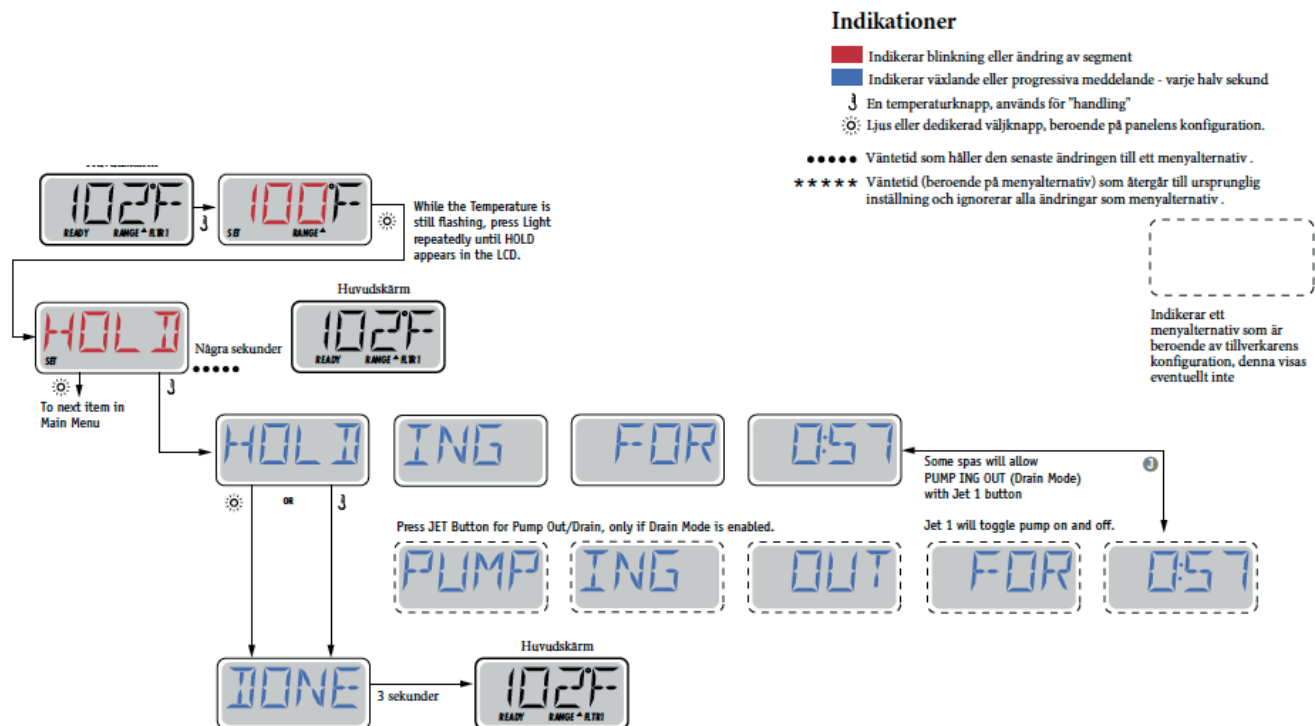 Indikationer
Indikerar blinkning eller ändring av segment
Indikerar växlande eller progressiva meddelande - varje halv sekund
En temperaturknapp, används för "handling"
Ljus eller dedikerad väljknapp, beroende på panelens konfiguration.
••••• Väntetid som håller den senaste ändringen till ett menyalternativ .
***** Väntetid (beroende på menyalternativ) som återgår till ursprunglig
inställning och ignorerar alla ändringar som menyalternativ .
Indikerar ett
menyalternativ som är
beroende av tillverkarens
konfiguration, denna visas
eventuellt inte
102°F
READY RANGE FLTR1
100°F
SET RANGE
While the Temperature is
still flashing, press Light
repeatedly until HOLD
appears in the LCD.
HOLD
SET
Några sekunder
•••••
Huvudskärm
102°F
READY RANGE FLTR1
To next item in
Main Menu
HOLD ING FOR 0:57
Some spas will allow
PUMP ING OUT (Drain Mode)
with Jet 1 button
J
OR
Press JET Button for Pump Out/Drain, only if Drain Mode is enabled.
Jet 1 will toggle pump on and off.
PUMP ING OUT FOR 0:57
DONE
3 sekunder
Huvudskärm
102°F
READY RANGE FLTR1